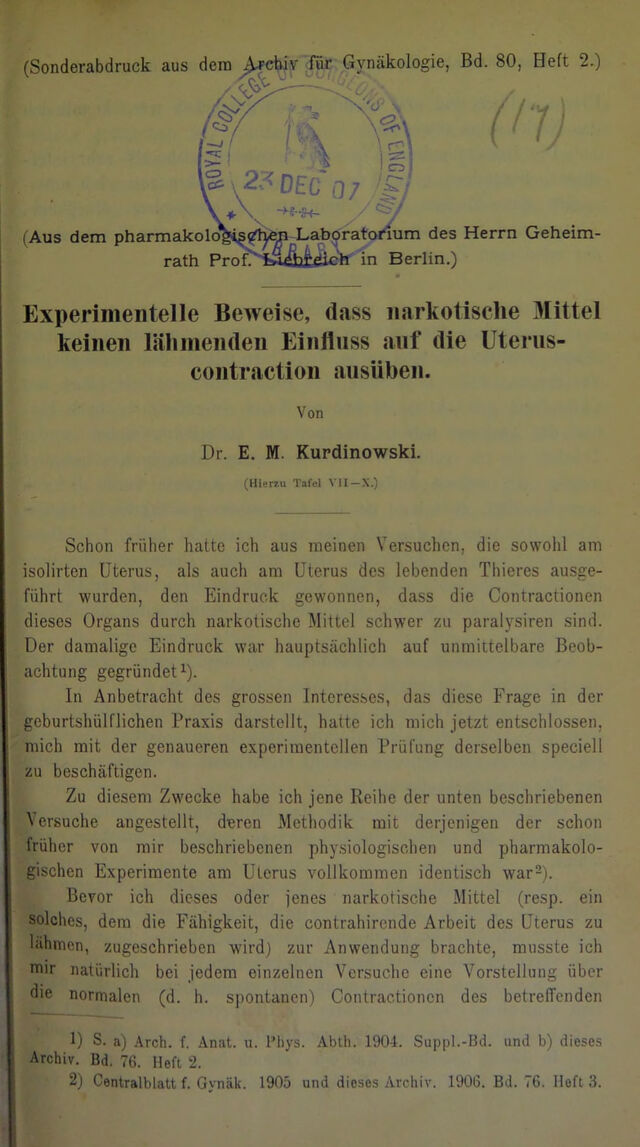 (Sonderabdruck aus dem Archiv für Gynäkologie, Bd. 80, Heft 2.)
ROYAL COLLEGE OF SURGEONS OF ENGLAND
23 DEC 07
LIBRARY
(17)
(Aus dem pharmakologischen Laboratorium des Herrn Geheim-
rath Prof. Liebreich in Berlin.)
Experimentelle Beweise, dass narkotische Mittel
keinen lähmenden Einfluss auf die Uterus-
contraction ausüben.
Von
Dr. E. M. Kurdinowski.
(Hierzu Tafel VII—X.)
Schon früher hatte ich aus meinen Versuchen, die sowohl am
isolirten Uterus, als auch am Uterus des lebenden Thieres ausge-
führt wurden, den Eindruck gewonnen, dass die Contractionen
dieses Organs durch narkotische Mittel schwer zu paralysiren sind.
Der damalige Eindruck war hauptsächlich auf unmittelbare Beob-
achtung gegründet¹).
In Anbetracht des grossen Interesses, das diese Frage in der
geburtshülflichen Praxis darstellt, hatte ich mich jetzt entschlossen,
mich mit der genaueren experimentellen Prüfung derselben speciell
zu beschäftigen.
Zu diesem Zwecke habe ich jene Reihe der unten beschriebenen
Versuche angestellt, deren Methodik mit derjenigen der schon
früher von mir beschriebenen physiologischen und pharmakolo-
gischen Experimente am Uterus vollkommen identisch war²).
Bevor ich dieses oder jenes narkotische Mittel (resp. ein
solches, dem die Fähigkeit, die contrahirende Arbeit des Uterus zu
lähmen, zugeschrieben wird) zur Anwendung brachte, musste ich
mir natürlich bei jedem einzelnen Versuche eine Vorstellung über
die normalen (d. h. spontanen) Contractionen des betreffenden
1) S. a) Arch. f. Anat. u. Phys. Abth. 1904. Suppl.-Bd. und b) dieses
Archiv. Bd. 76. Heft 2.
2) Centralblatt f. Gynäk. 1905 und dieses Archiv. 1906. Bd. 76. Heft 3.